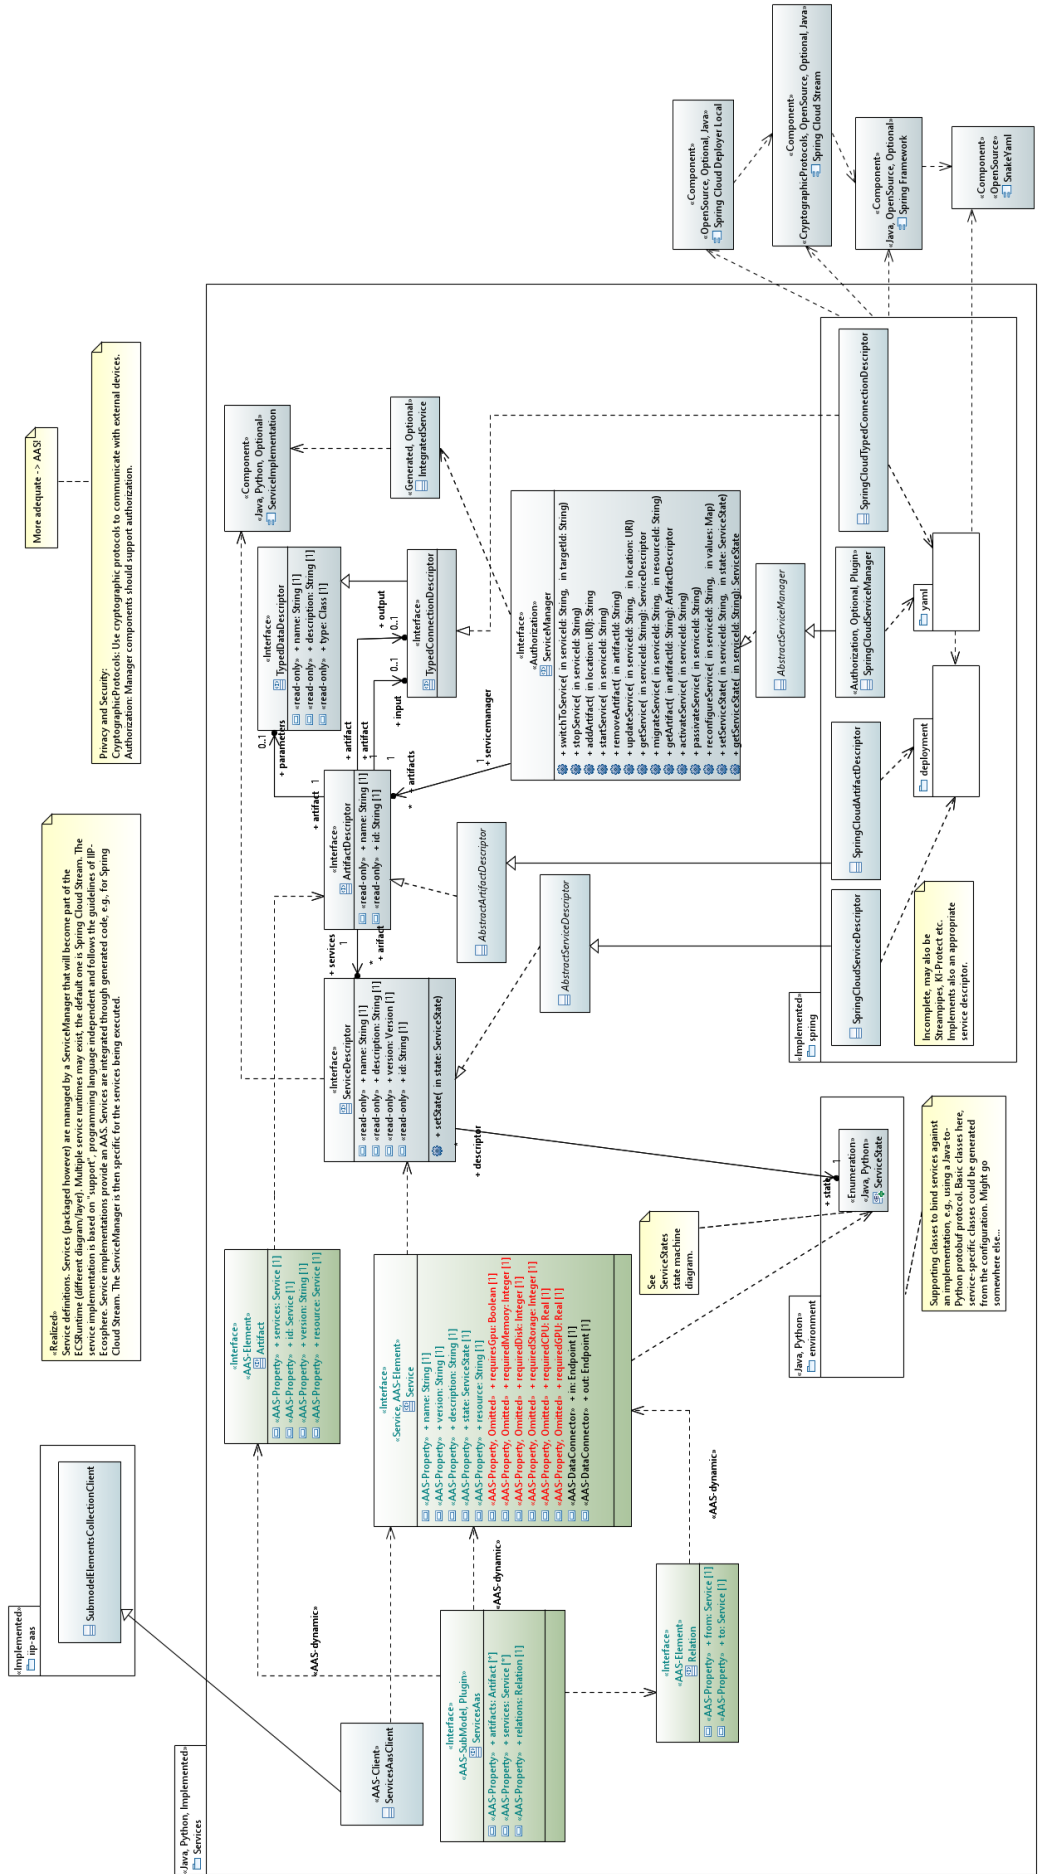 «Java, Python, Implemented»
Services
«Implemented»
iip-aas
SubmodelElementsCollectionClient
«Realized»
Service definitions. Services (packaged however) are managed by a ServiceManager that will become part of the
ECSRuntime (different diagram/layer). Multiple service runtimes may exist, the default one is Spring Cloud Stream. The
service implementation is based on "support", programming language independent and follows the guidelines of IIP-
Ecosphere. Service implementations provide an AAS. Services are integrated through generated code, e.g., for Spring
Cloud Stream. The ServiceManager is then specific for the services being executed.
More adequate -> AAS!
Privacy and Security:
CryptographicProtocols: Use cryptographic protocols to communicate with external devices.
Authorization: Manager components should support authorization.
«AAS-Client»
ServicesAasClient
«Interface»
«AAS-SubModel, Plugin»
ServicesAas
«AAS-Property» + artifacts: Artifact [*]
«AAS-Property» + services: Service [*]
«AAS-Property» + relations: Relation [1]
«AAS-dynamic»
«AAS-dynamic»
«AAS-dynamic»
«Interface»
«AAS-Element»
Relation
«AAS-Property» + from: Service [1]
«AAS-Property» + to: Service [1]
«Interface»
«AAS-Element»
Artifact
«AAS-Property» + services: Service [1]
«AAS-Property» + id: Service [1]
«AAS-Property» + version: String [1]
«AAS-Property» + resource: Service [1]
«Interface»
«Service, AAS-Element»
Service
«AAS-Property» + name: String [1]
«AAS-Property» + version: String [1]
«AAS-Property» + description: String [1]
«AAS-Property» + state: ServiceState [1]
«AAS-Property» + resource: String [1]
«AAS-Property, Omitted» + requiresGpu: Boolean [1]
«AAS-Property, Omitted» + requiredMemory: Integer [1]
«AAS-Property, Omitted» + requiredDisk: Integer [1]
«AAS-Property, Omitted» + requiredStorage: Integer [1]
«AAS-Property, Omitted» + requiredCPU: Real [1]
«AAS-Property, Omitted» + requiredGPU: Real [1]
«AAS-DataConnector» + in: Endpoint [1]
«AAS-DataConnector» + out: Endpoint [1]
See
ServiceStates
state machine
diagram.
«Interface»
ServiceDescriptor
«read-only» + name: String [1]
«read-only» + description: String [1]
«read-only» + version: Version [1]
«read-only» + id: String [1]
+ setState( in state: ServiceState)
* + descriptor
+ state 1
«Enumeration»
«Java, Python»
ServiceState
«Java, Python»
environment
Supporting classes to bind services against
an implementation, e.g., using a Java-to-
Python protobuf protocol. Basic classes here,
service-specific classes could be generated
from the configuration. Might go
somewhere else...
+ services
*
1
+ arifact
«Interface»
ArtifactDescriptor
«read-only» + name: String [1]
«read-only» + id: String [1]
+ artifact 1
+ parameters
0..1
+ artifact
+ artifact
1
1
+ input 0..1
+ output 0..1
* + artifacts
1 + servicemanager
AbstractArtifactDescriptor
AbstractServiceDescriptor
«Interface»
TypedDataDescriptor
«read-only» + name: String [1]
«read-only» + description: String [1]
«read-only» + type: Class [1]
«Interface»
TypedConnectionDescriptor
«Component»
«Java, Python, Optional»
ServiceImplementation
«Generated, Optional»
IntegratedService
«Interface»
«Authorization»
ServiceManager
+ switchToService( in serviceId: String, in targetId: String)
+ stopService( in serviceId: String)
+ addArtifact( in location: URI): String
+ startService( in serviceId: String)
+ removeArtifact( in artifactId: String)
+ updateService( in serviceId: String, in location: URI)
+ getService( in serviceId: String): ServiceDescriptor
+ migrateService( in serviceId: String, in resourceId: String)
+ getArtifact( in artifactId: String): ArtifactDescriptor
+ activateService( in serviceId: String)
+ passivateService( in serviceId: String)
+ reconfigureService( in serviceId: String, in values: Map)
+ setServiceState( in serviceId: String, in state: ServiceState)
+ getServiceState( in serviceId: String): ServiceState
AbstractServiceManager
«Implemented»
spring
SpringCloudServiceDescriptor
SpringCloudArtifactDescriptor
«Authorization, Optional, Plugin»
SpringCloudServiceManager
SpringCloudTypedConnectionDescriptor
Incomplete, may also be
Streampipes, KI-Protect etc.
Implements also an appropriate
service descriptor.
deployment
yaml
«Component»
«OpenSource, Optional, Java»
Spring Cloud Deployer Local
«Component»
«CryptographicProtocols, OpenSource, Optional, Java»
Spring Cloud Stream
«Component»
«Java, OpenSource, Optional»
Spring Framework
«Component»
«OpenSource»
SnakeYaml